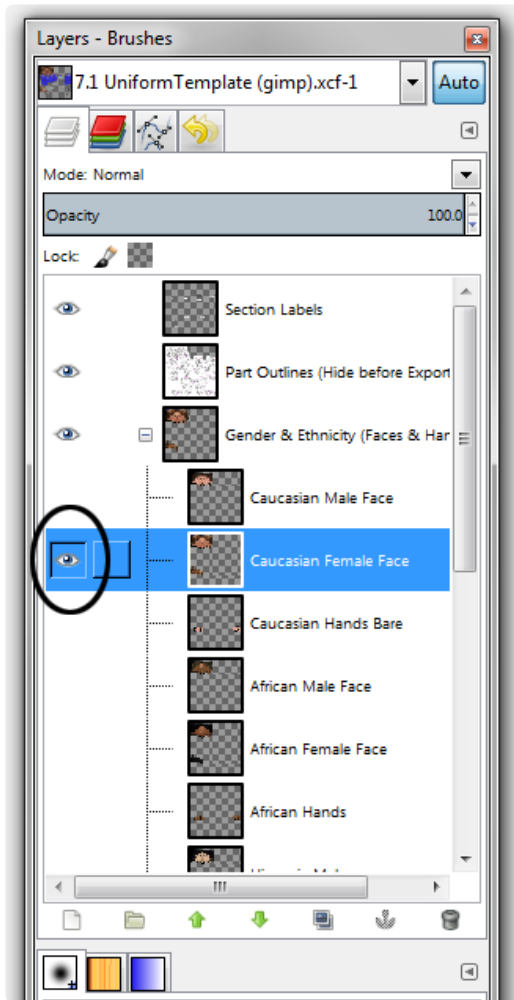 Layers - Brushes
7.1 UniformTemplate (gimp).xcf-1
Auto
Mode: Normal
Opacity 100.0
Lock:
Section Labels
Part Outlines (Hide before Export
Gender & Ethnicity (Faces & Har
Caucasian Male Face
Caucasian Female Face
Caucasian Hands Bare
African Male Face
African Female Face
African Hands